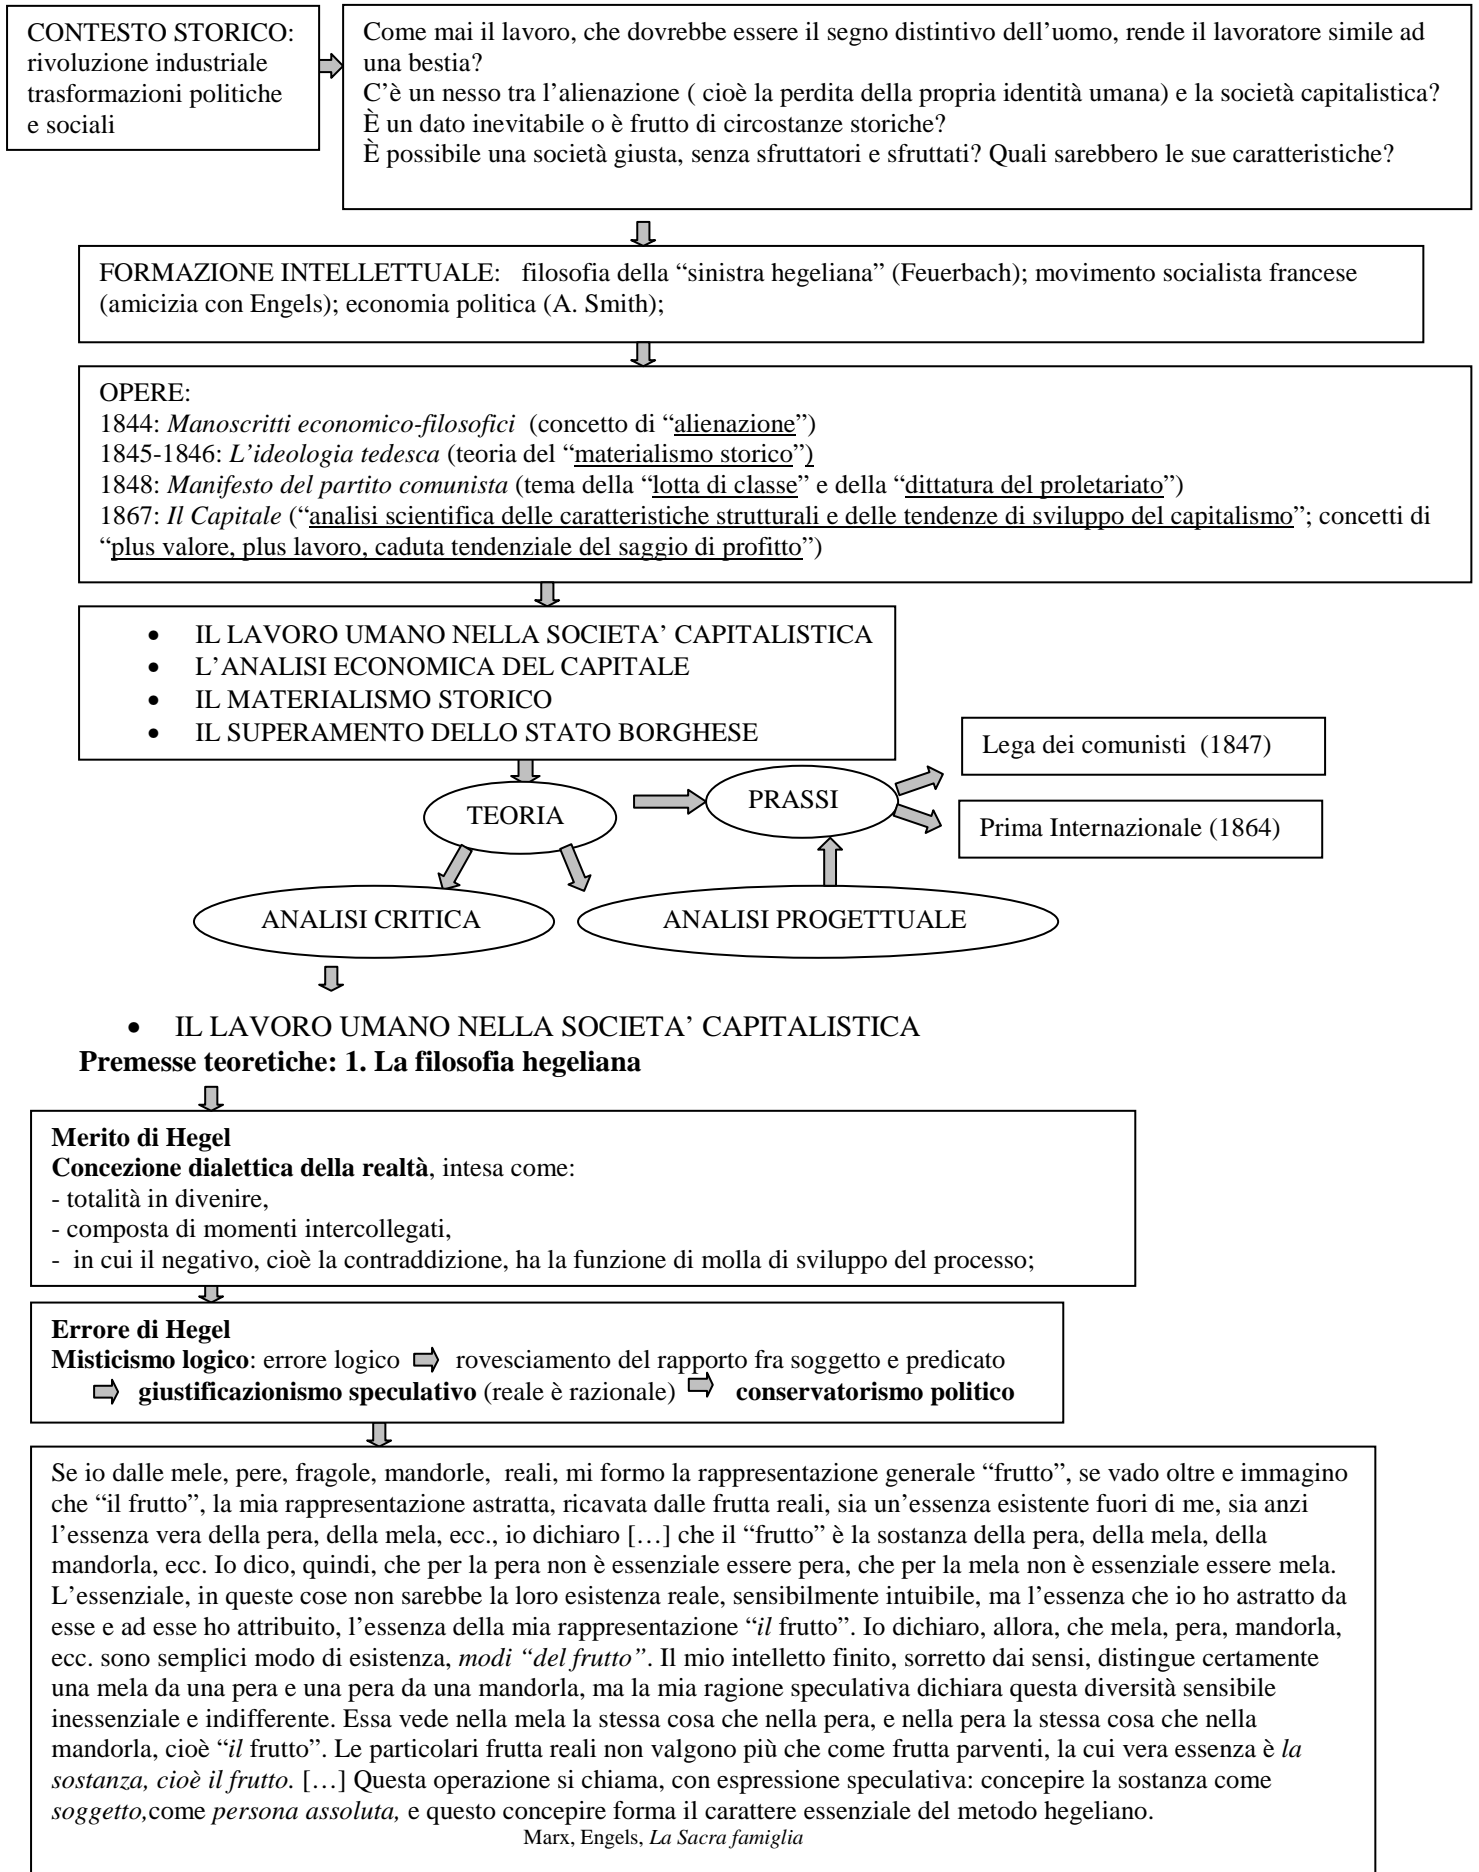 CONTESTO STORICO:
rivoluzione industriale
trasformazioni politiche
e sociali
Come mai il lavoro, che dovrebbe essere il segno distintivo dell’uomo, rende il lavoratore simile ad
una bestia?
C’è un nesso tra l’alienazione ( cioè la perdita della propria identità umana) e la società capitalistica?
È un dato inevitabile o è frutto di circostanze storiche?
È possibile una società giusta, senza sfruttatori e sfruttati? Quali sarebbero le sue caratteristiche?
FORMAZIONE INTELLETTUALE: filosofia della “sinistra hegeliana” (Feuerbach); movimento socialista francese
(amicizia con Engels); economia politica (A. Smith);
OPERE:
1844: Manoscritti economico-filosofici (concetto di “alienazione”)
1845-1846: L’ideologia tedesca (teoria del “materialismo storico”)
1848: Manifesto del partito comunista (tema della “lotta di classe” e della “dittatura del proletariato”)
1867: Il Capitale (“analisi scientifica delle caratteristiche strutturali e delle tendenze di sviluppo del capitalismo”; concetti di
“plus valore, plus lavoro, caduta tendenziale del saggio di profitto”)
• IL LAVORO UMANO NELLA SOCIETA’ CAPITALISTICA
• L’ANALISI ECONOMICA DEL CAPITALE
• IL MATERIALISMO STORICO
• IL SUPERAMENTO DELLO STATO BORGHESE
Lega dei comunisti (1847)
TEORIA
PRASSI
Prima Internazionale (1864)
ANALISI CRITICA
ANALISI PROGETTUALE
• IL LAVORO UMANO NELLA SOCIETA’ CAPITALISTICA
Premesse teoretiche: 1. La filosofia hegeliana
Merito di Hegel
Concezione dialettica della realtà, intesa come:
- totalità in divenire,
- composta di momenti intercollegati,
- in cui il negativo, cioè la contraddizione, ha la funzione di molla di sviluppo del processo;
Errore di Hegel
Misticismo logico: errore logico rovesciamento del rapporto fra soggetto e predicato
giustificazionismo speculativo (reale è razionale) conservatorismo politico
Se io dalle mele, pere, fragole, mandorle, reali, mi formo la rappresentazione generale “frutto”, se vado oltre e immagino
che “il frutto”, la mia rappresentazione astratta, ricavata dalle frutta reali, sia un’essenza esistente fuori di me, sia anzi
l’essenza vera della pera, della mela, ecc., io dichiaro […] che il “frutto” è la sostanza della pera, della mela, della
mandorla, ecc. Io dico, quindi, che per la pera non è essenziale essere pera, che per la mela non è essenziale essere mela.
L’essenziale, in queste cose non sarebbe la loro esistenza reale, sensibilmente intuibile, ma l’essenza che io ho astratto da
esse e ad esse ho attribuito, l’essenza della mia rappresentazione “il frutto”. Io dichiaro, allora, che mela, pera, mandorla,
ecc. sono semplici modo di esistenza, modi “del frutto”. Il mio intelletto finito, sorretto dai sensi, distingue certamente
una mela da una pera e una pera da una mandorla, ma la mia ragione speculativa dichiara questa diversità sensibile
inessenziale e indifferente. Essa vede nella mela la stessa cosa che nella pera, e nella pera la stessa cosa che nella
mandorla, cioè “il frutto”. Le particolari frutta reali non valgono più che come frutta parventi, la cui vera essenza è la
sostanza, cioè il frutto. […] Questa operazione si chiama, con espressione speculativa: concepire la sostanza come
soggetto,come persona assoluta, e questo concepire forma il carattere essenziale del metodo hegeliano.
Marx, Engels, La Sacra famiglia